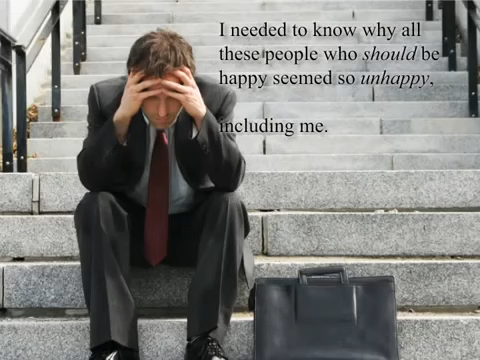 I needed to know why all
these people who should be
happy seemed so unhappy,
including me.